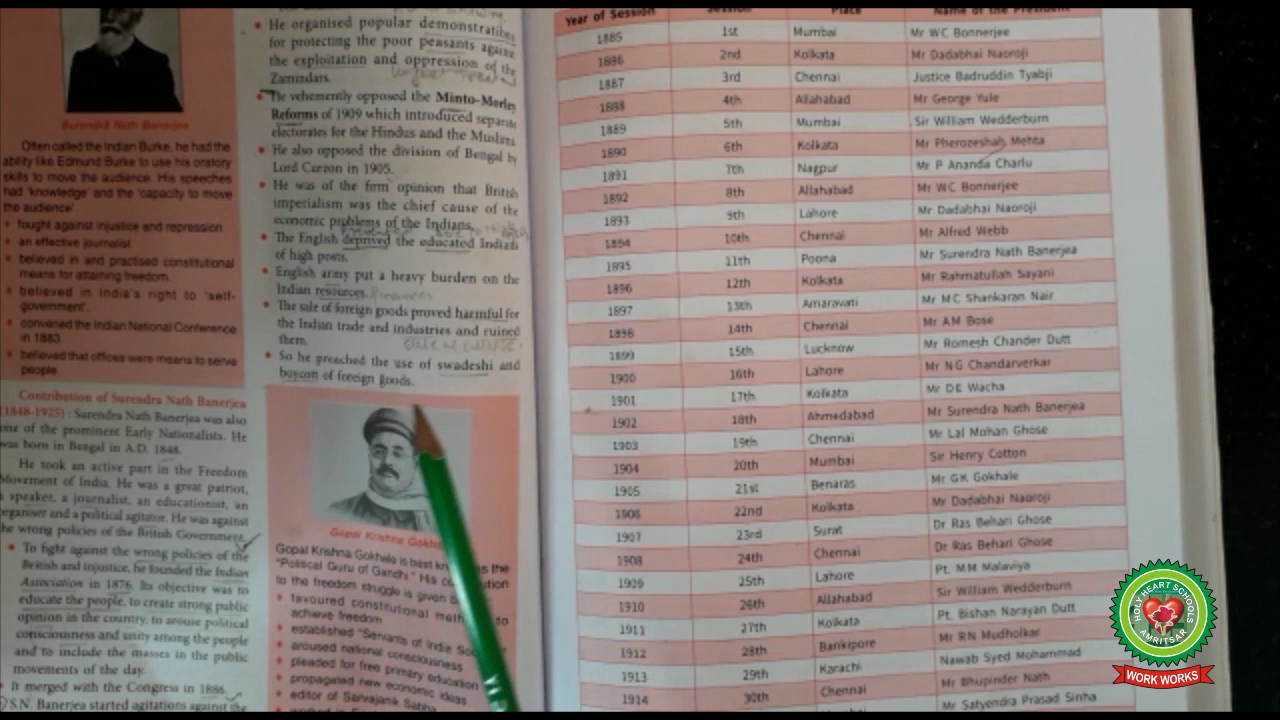 Surendra Nath Banerjea
Often called the Indian Burke, he had the
ability like Edmund Burke to use his oratory
skills to move the audience. His speeches
had 'knowledge' and the 'capacity to move
the audience'
fought against injustice and repression
an effective journalist
believed in and practised constitutional
means for attaining freedom.
believed in India's right to 'self-
government'.
convened the Indian National Conference
in 1883.
believed that offices were means to serve
people.
Contribution of Surendra Nath Banerjea
(1848-1925) : Surendra Nath Banerjea was also
one of the prominent Early Nationalists. He
was born in Bengal in A.D. 1848.
He took an active part in the Freedom
Movement of India. He was a great patriot,
speaker, a journalist, an educationist, an
organiser and a political agitator. He was against
the wrong policies of the British Government.
• To fight against the wrong policies of the
British and injustice, he founded the Indian
Association in 1876. Its objective was to
educate the people, to create strong public
opinion in the country, to arouse political
consciousness and unity among the people
and to include the masses in the public
movements of the day.
• It merged with the Congress in 1886.
S.N. Banerjea started agitations against the
• He organised popular demonstrations
for protecting the poor peasants against
the exploitation and oppression of the
Zamindars.
• He vehemently opposed the Minto-Morley
Reforms of 1909 which introduced separate
electorates for the Hindus and the Muslims
• He also opposed the division of Bengal by
Lord Curzon in 1905.
• He was of the firm opinion that British
imperialism was the chief cause of the
economic problems of the Indians.
• The English deprived the educated Indians
of high posts.
• English army put a heavy burden on the
Indian resources.
• The sale of foreign goods proved harmful for
the Indian trade and industries and ruined
them.
• So he preached the use of swadeshi and
boycott of foreign goods.
Gopal Krishna
Gopal Krishna Gokhale is best as the
"Political Guru of Gandhi." His
to the freedom struggle is given
favoured constitutional to
achieve freedom
established "Servants of India
aroused national consciousness
pleaded for free primary education
propagated new economic ideas
editor of Sarvajanik Sabha
Year of Session Session Place Name of the President
1885 1st Mumbai Mr WC Bonnerjee
1886 2nd Kolkata Mr Dadabhai Naoroji
1887 3rd Chennai Justice Badruddin Tyabji
1888 4th Allahabad Mr George Yule
1889 5th Mumbai Sir William Wedderburn
1890 6th Kolkata Mr Pherozeshah Mehta
1891 7th Nagpur Mr P Ananda Charlu
1892 8th Allahabad Mr WC Bonnerjee
1893 9th Lahore Mr Dadabhai Naoroji
1894 10th Chennai Mr Alfred Webb
1895 11th Poona Mr Surendra Nath Banerjea
1896 12th Kolkata Mr Rahmatullah Sayani
1897 13th Amaravati Mr MC Shankaran Nair
1898 14th Chennai Mr AM Bose
1899 15th Lucknow Mr Romesh Chander Dutt
1900 16th Lahore Mr NG Chandarverkar
1901 17th Kolkata Mr DE Wacha
1902 18th Ahmedabad Mr Surendra Nath Banerjea
1903 19th Chennai Mr Lal Mohan Ghose
1904 20th Mumbai Sir Henry Cotton
1905 21st Benaras Mr GK Gokhale
1906 22nd Kolkata Mr Dadabhai Naoroji
1907 23rd Surat Dr Ras Behari Ghose
1908 24th Chennai Dr Ras Behari Ghose
1909 25th Lahore Pt. MM Malaviya
1910 26th Allahabad Sir William Wedderburn
1911 27th Kolkata Pt. Bishan Narayan Dutt
1912 28th Bankipore Mr RN Mudholkar
1913 29th Karachi Nawab Syed Mohammad
1914 30th Chennai Mr Bhupinder Nath
Mr Satyendra Prasad Sinha
HOLY HEART SCHOOLS
AMRITSAR
WORK WORKS